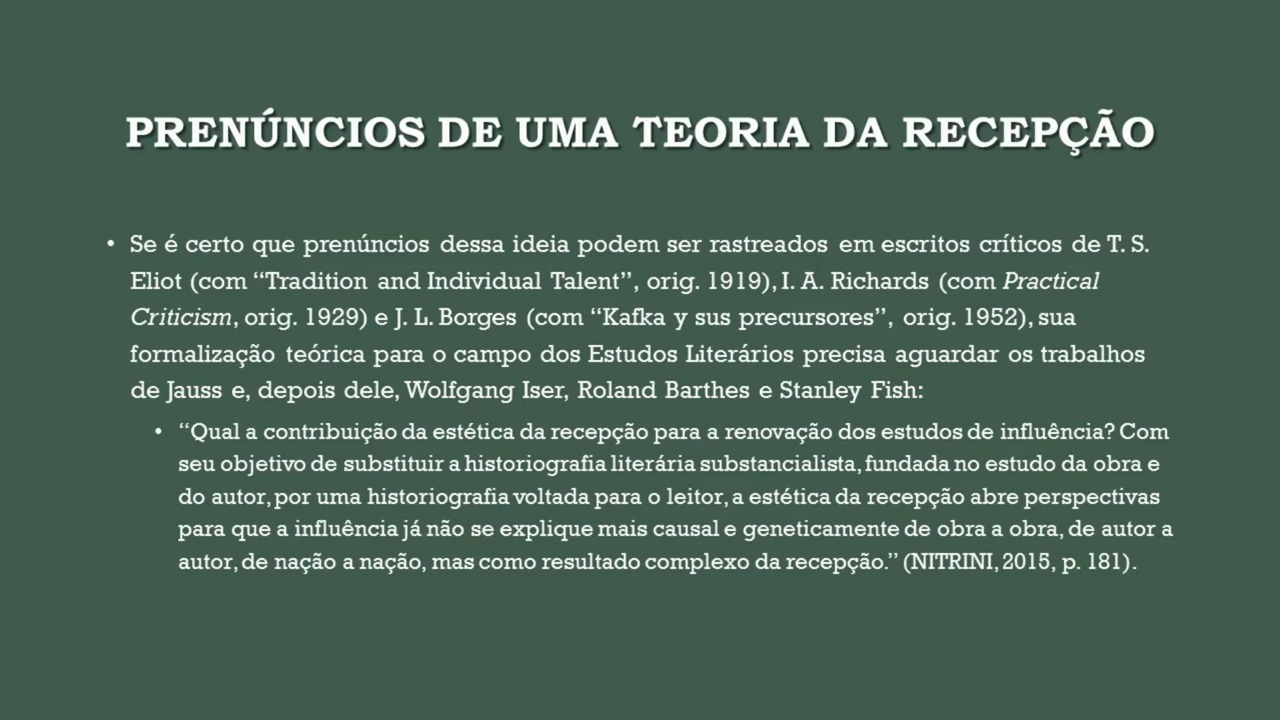 PRENÚNCIOS DE UMA TEORIA DA RECEPÇÃO
• Se é certo que prenúncios dessa ideia podem ser rastreados em escritos críticos de T. S.
Eliot (com “Tradition and Individual Talent”, orig. 1919), I. A. Richards (com Practical
Criticism, orig. 1929) e J. L. Borges (com “Kafka y sus precursores”, orig. 1952), sua
formalização teórica para o campo dos Estudos Literários precisa aguardar os trabalhos
de Jauss e, depois dele, Wolfgang Iser, Roland Barthes e Stanley Fish:
• “Qual a contribuição da estética da recepção para a renovação dos estudos de influência? Com
seu objetivo de substituir a historiografia literária substancialista, fundada no estudo da obra e
do autor, por uma historiografia voltada para o leitor, a estética da recepção abre perspectivas
para que a influência já não se explique mais causal e geneticamente de obra a obra, de autor a
autor, de nação a nação, mas como resultado complexo da recepção.” (NITRINI, 2015, p. 181).